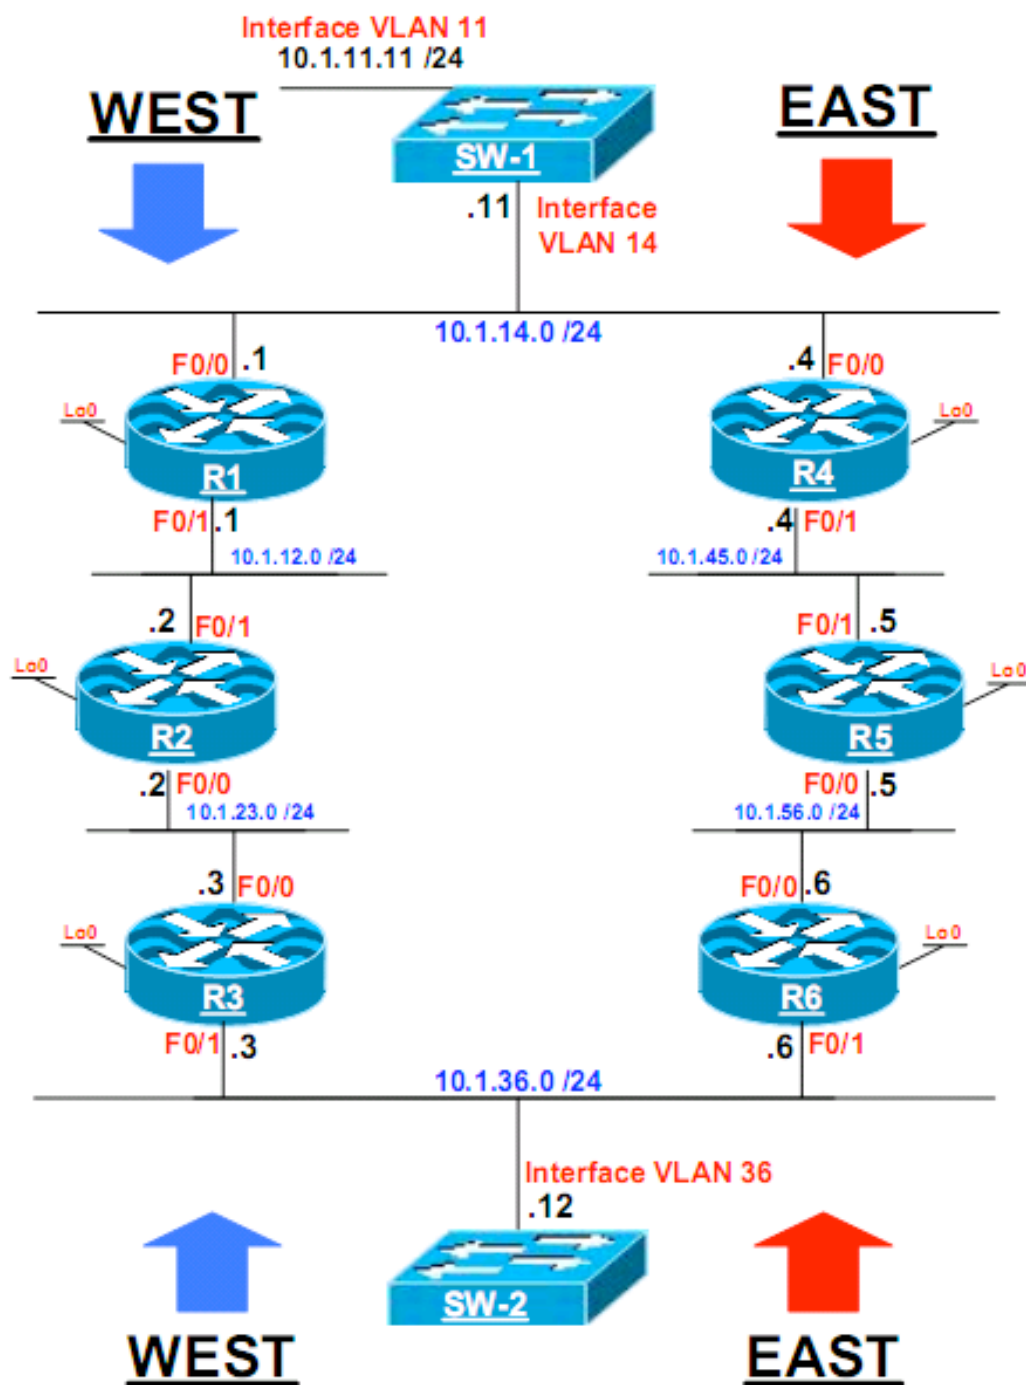 Interface VLAN 11
10.1.11.11 /24
WEST
EAST
SW-1
.11 Interface
VLAN 14
10.1.14.0 /24
F0/0 .1
.4 F0/0
Lo0
Lo0
R1
R4
F0/1 .1
.4 F0/1
10.1.12.0 /24
10.1.45.0 /24
.2 F0/1
F0/1 .5
Lo0
Lo0
R2
R5
.2 F0/0
F0/0 .5
10.1.23.0 /24
10.1.56.0 /24
.3 F0/0
F0/0 .6
Lo0
Lo0
R3
R6
F0/1 .3
.6 F0/1
10.1.36.0 /24
Interface VLAN 36
.12
SW-2
WEST
EAST